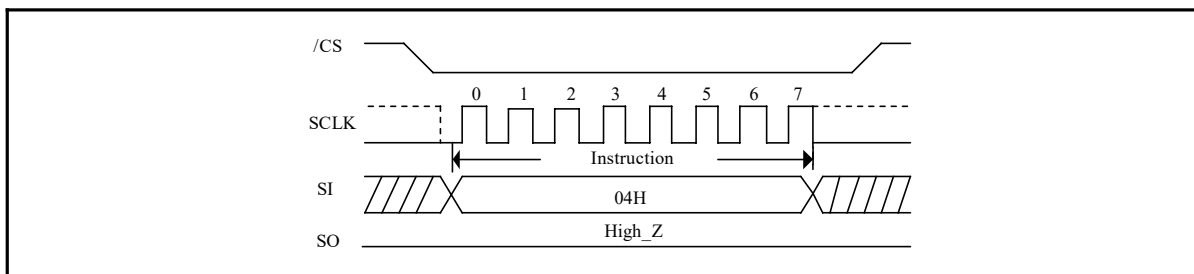 /CS
0 1 2 3 4 5 6 7
SCLK
Instruction
SI
04H
High_Z
SO